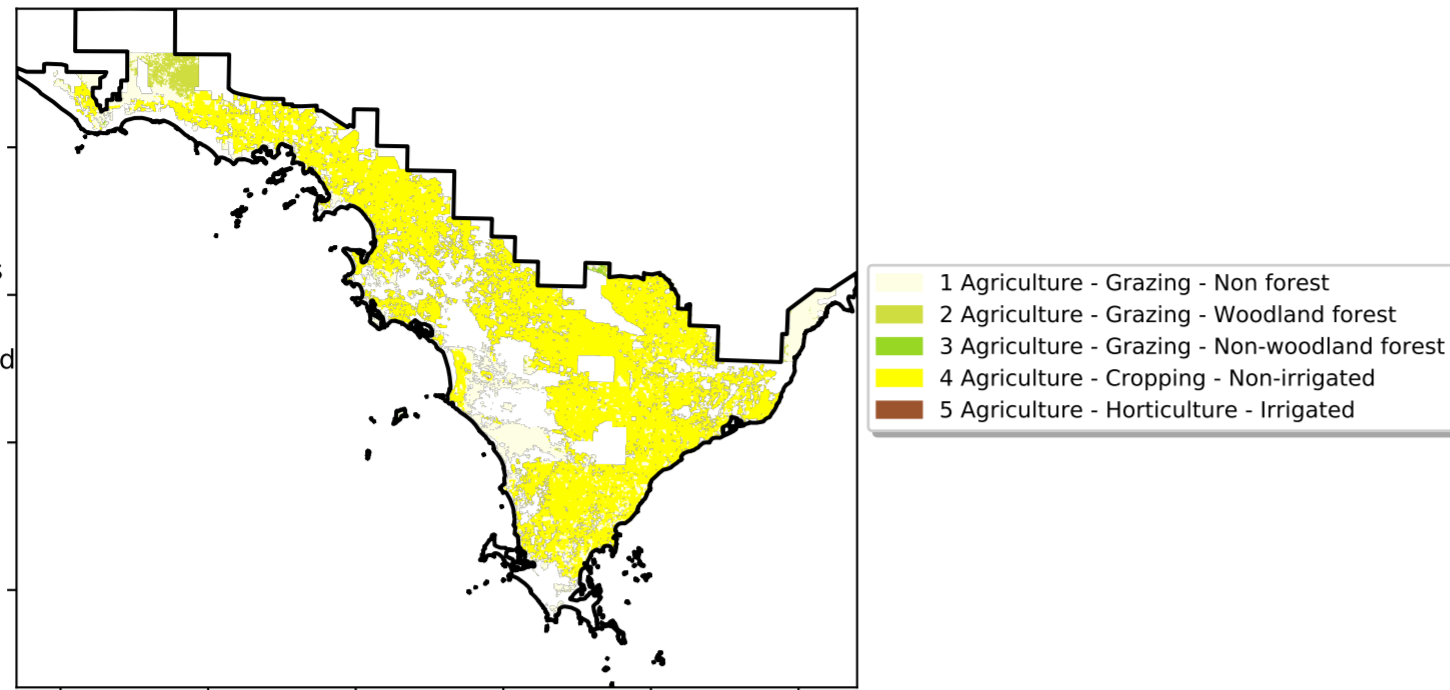 s
d
1 Agriculture - Grazing - Non forest
2 Agriculture - Grazing - Woodland forest
3 Agriculture - Grazing - Non-woodland forest
4 Agriculture - Cropping - Non-irrigated
5 Agriculture - Horticulture - Irrigated